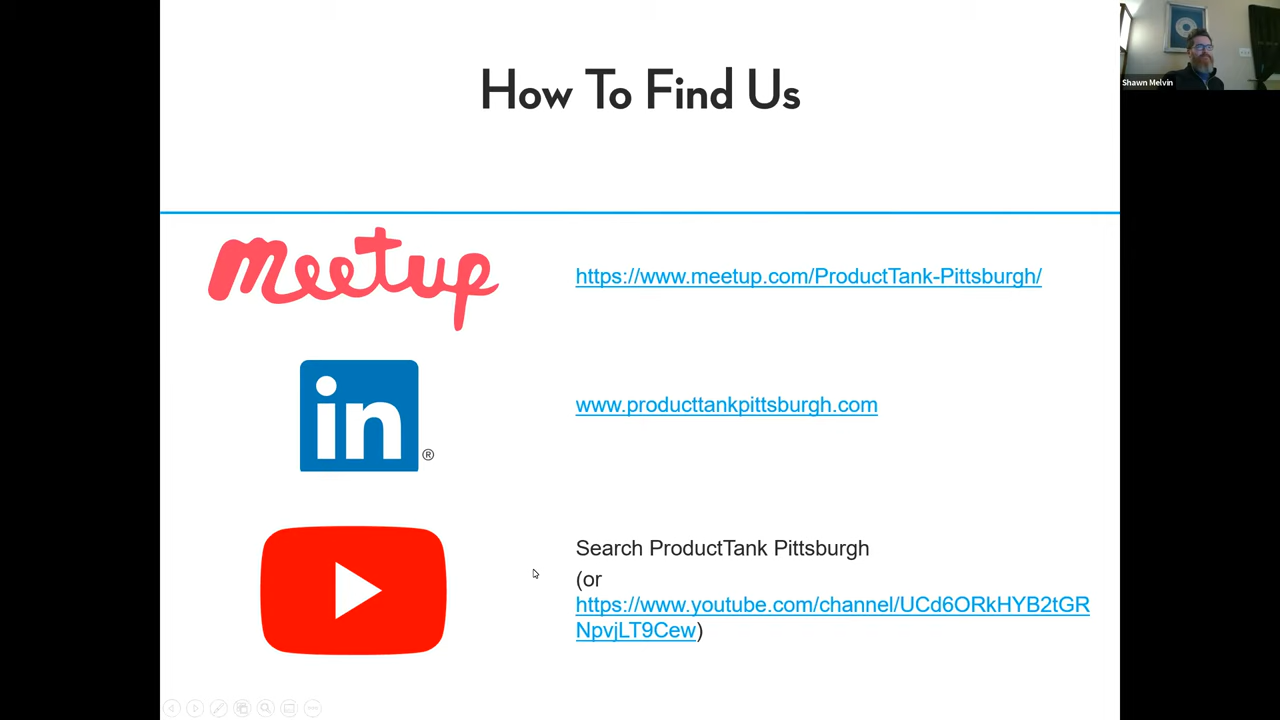 Shawn Melvin
How To Find Us
meetup
https://www.meetup.com/ProductTank-Pittsburgh/
in
®
www.producttankpittsburgh.com
Search ProductTank Pittsburgh
(or
https://www.youtube.com/channel/UCd6ORkHYB2tGR
NpvjLT9Cew)